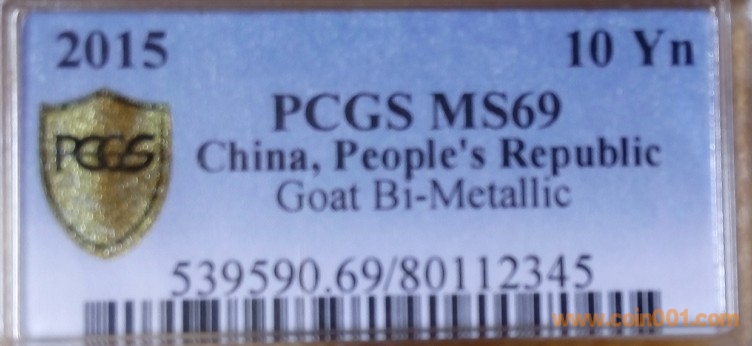 2015 10 Yn
PCGS MS69
PCGS
China, People's Republic
Goat Bi-Metallic
539590.69/80112345
www.coin001.com